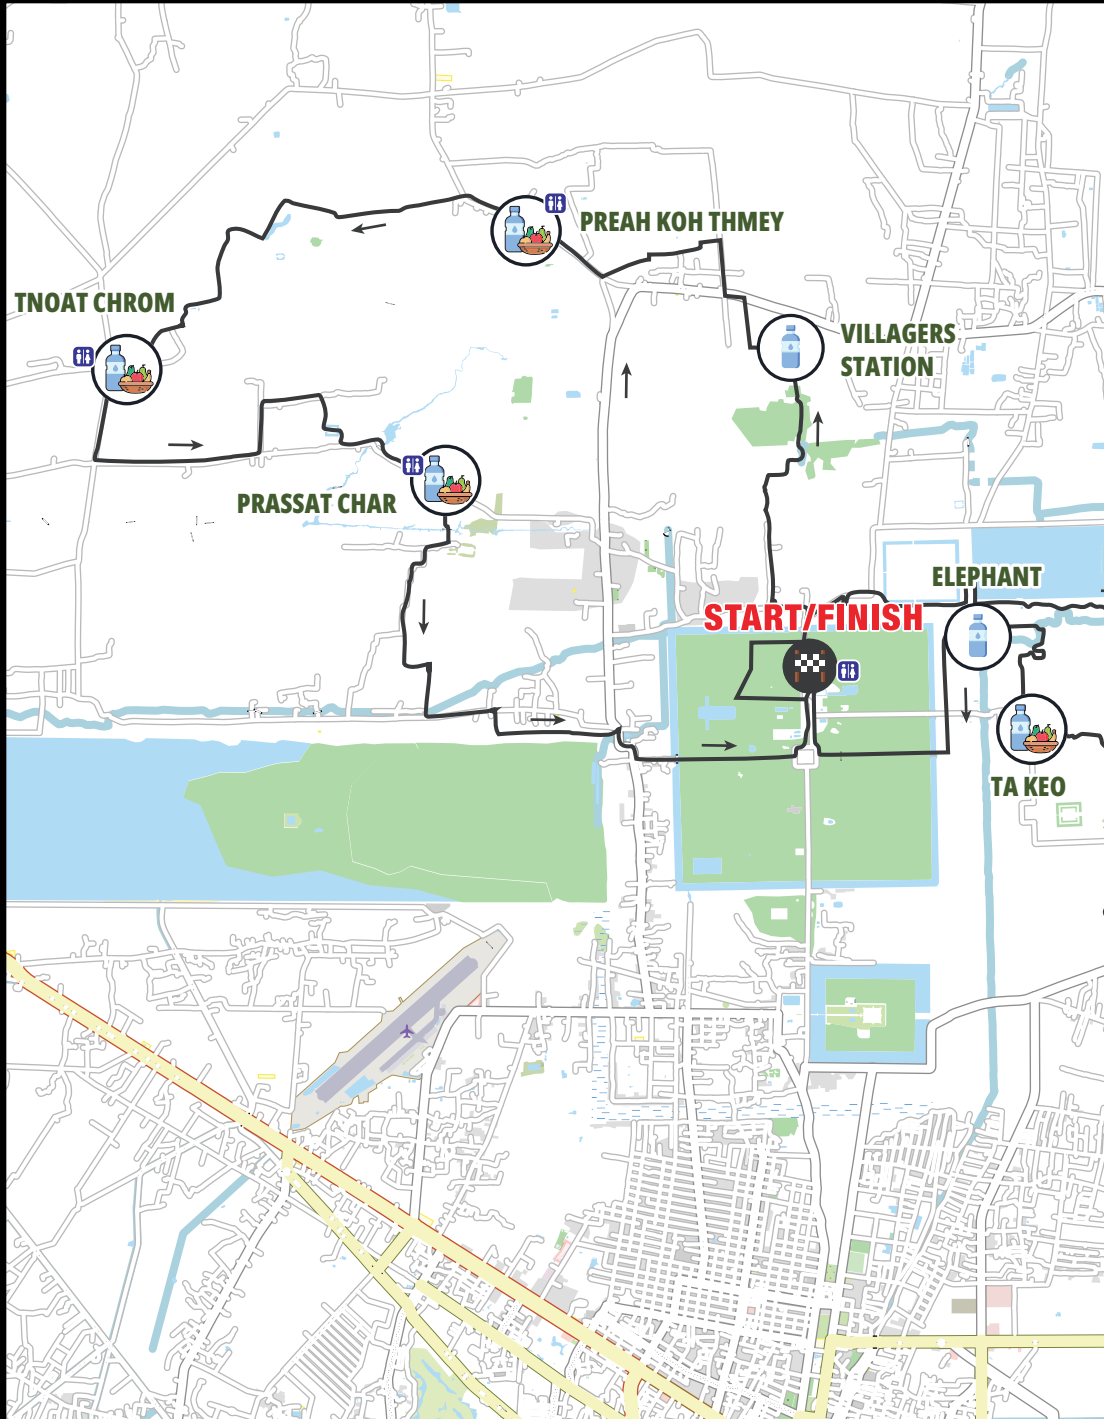 PREAH KOH THMEY
TNOAT CHROM
VILLAGERS
STATION
PRASSAT CHAR
ELEPHANT
START/FINISH
TA KEO